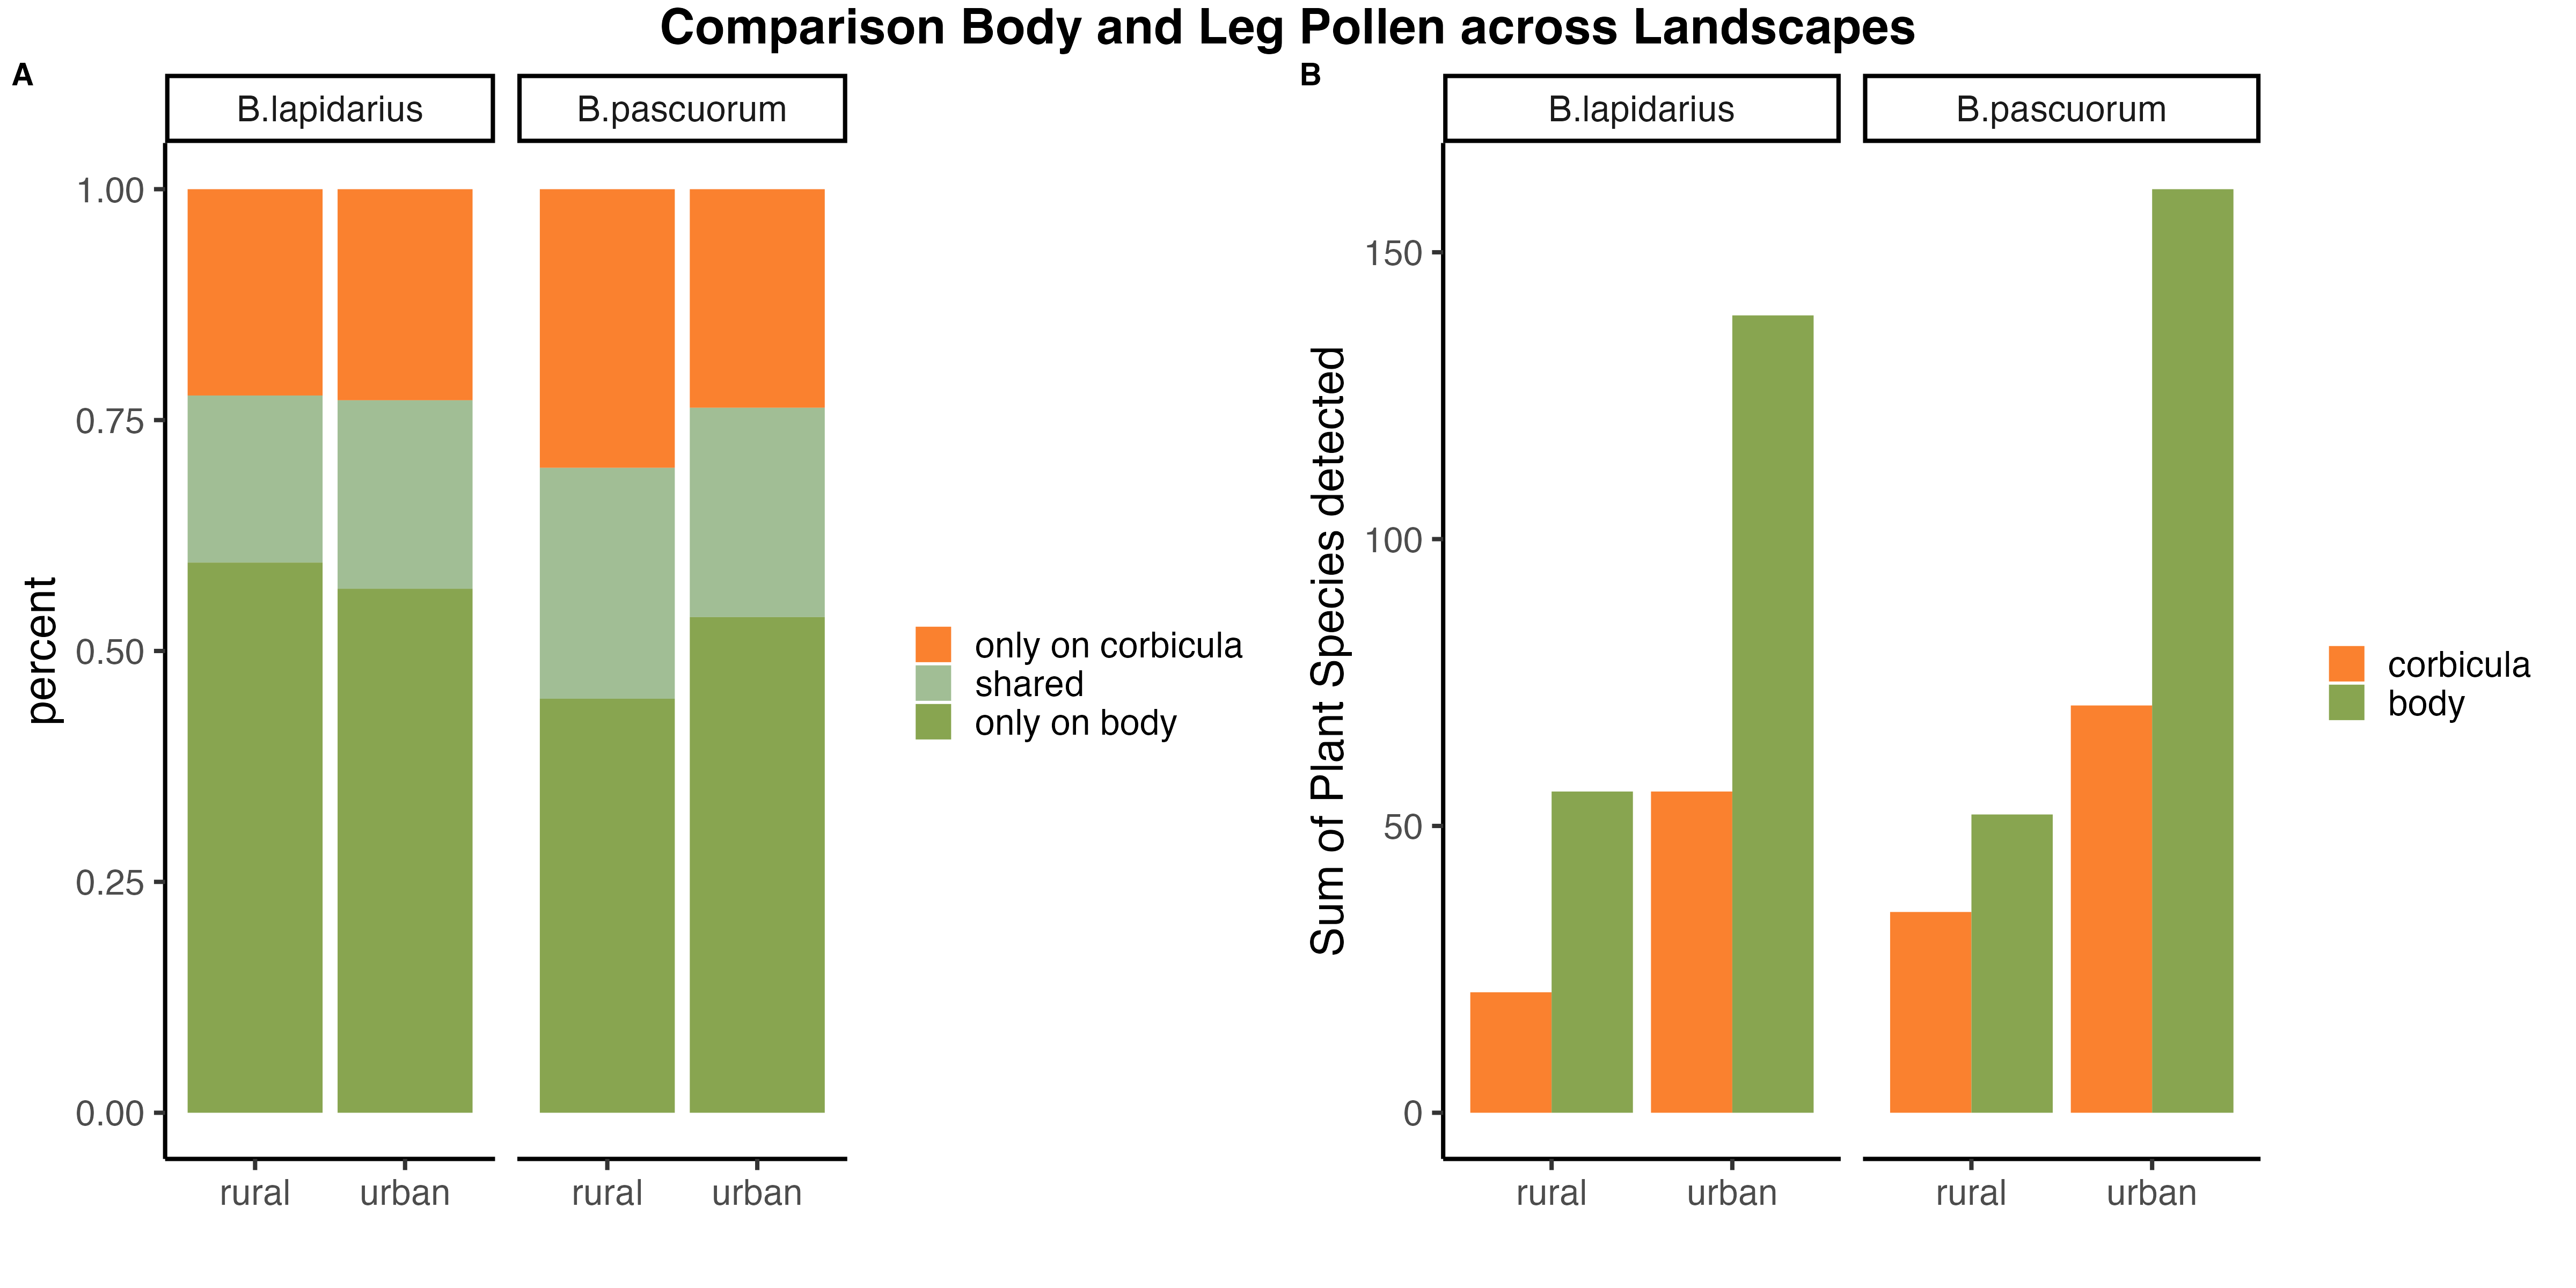 Comparison Body and Leg Pollen across Landscapes
A
B.lapidarius
B.pascuorum
percent
1.00
0.75
0.50
0.25
0.00
rural
urban
rural
urban
only on corbicula
shared
only on body
B
B.lapidarius
B.pascuorum
Sum of Plant Species detected
150
100
50
0
rural
urban
rural
urban
corbicula
body